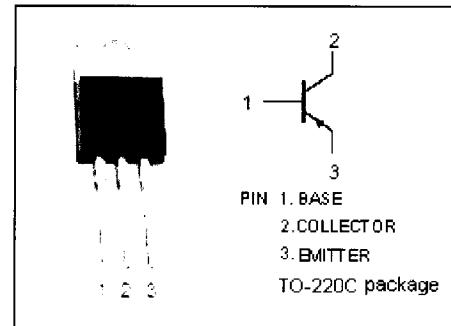 2
1
3
PIN 1. BASE
2. COLLECTOR
3. EMITTER
TO-220C package
1 2 3